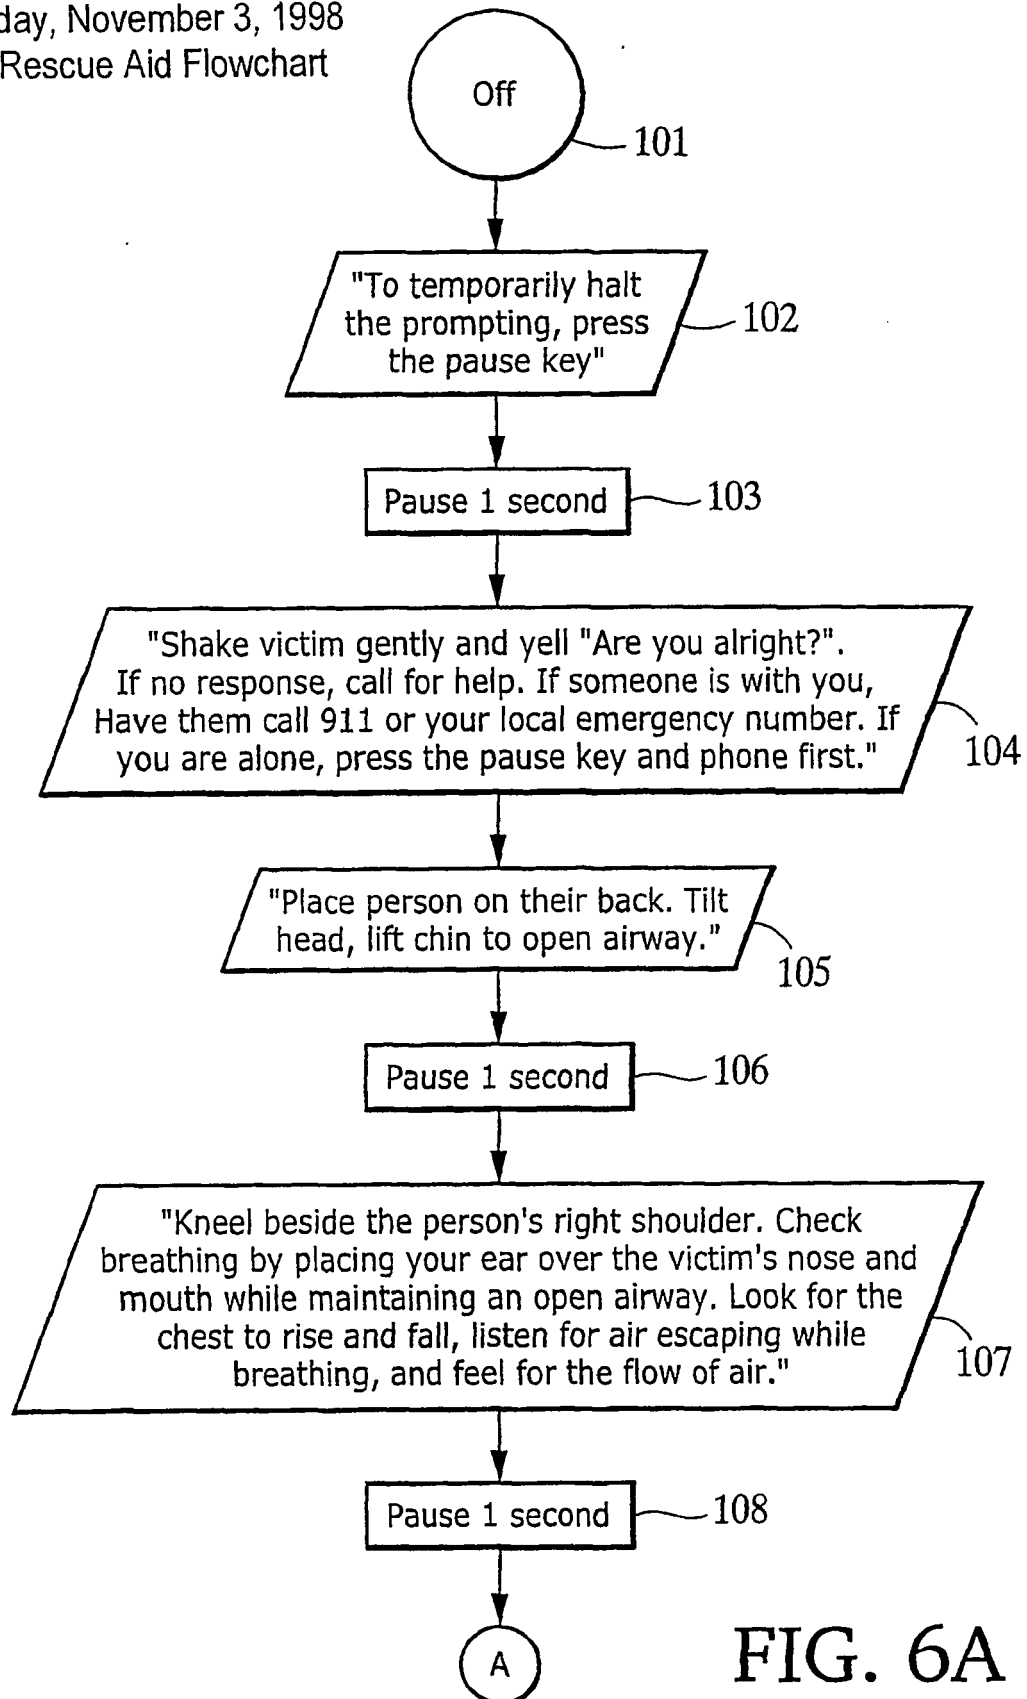 day, November 3, 1998
Rescue Aid Flowchart
Off
101
"To temporarily halt
the prompting, press
the pause key"
102
Pause 1 second
103
"Shake victim gently and yell "Are you alright?".
If no response, call for help. If someone is with you,
Have them call 911 or your local emergency number. If
you are alone, press the pause key and phone first."
104
"Place person on their back. Tilt
head, lift chin to open airway."
105
Pause 1 second
106
"Kneel beside the person's right shoulder. Check
breathing by placing your ear over the victim's nose and
mouth while maintaining an open airway. Look for the
chest to rise and fall, listen for air escaping while
breathing, and feel for the flow of air."
107
Pause 1 second
108
A
FIG. 6A